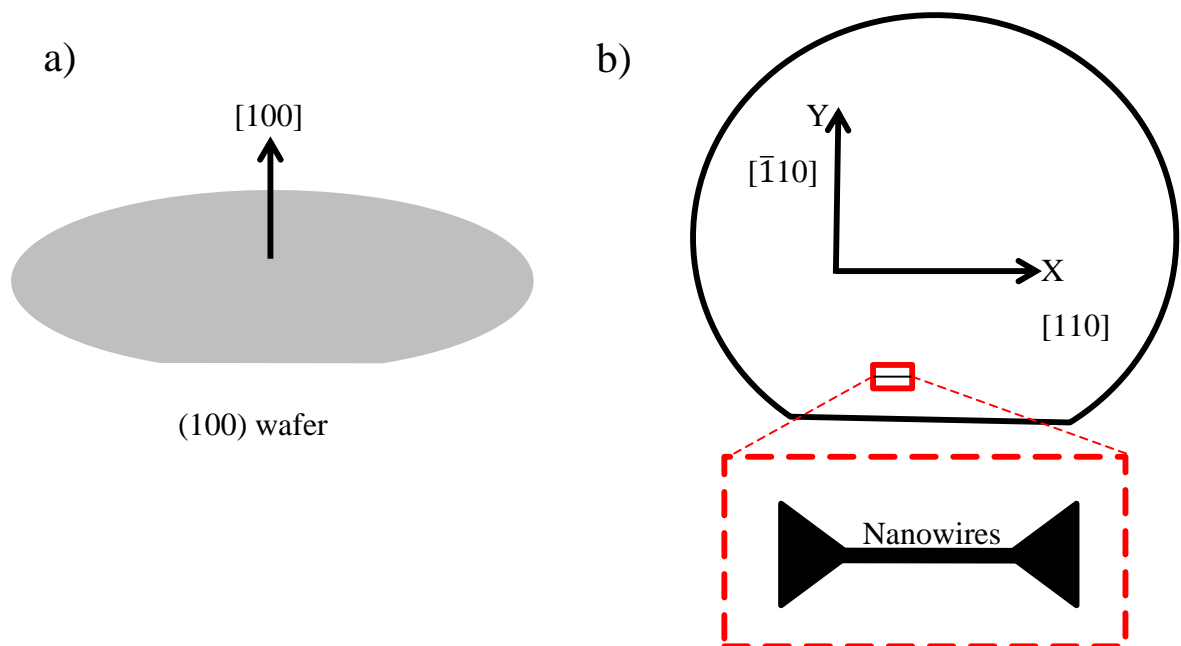 a)
[100]
(100) wafer
b)
Y
[1̅10]
X
[110]
Nanowires